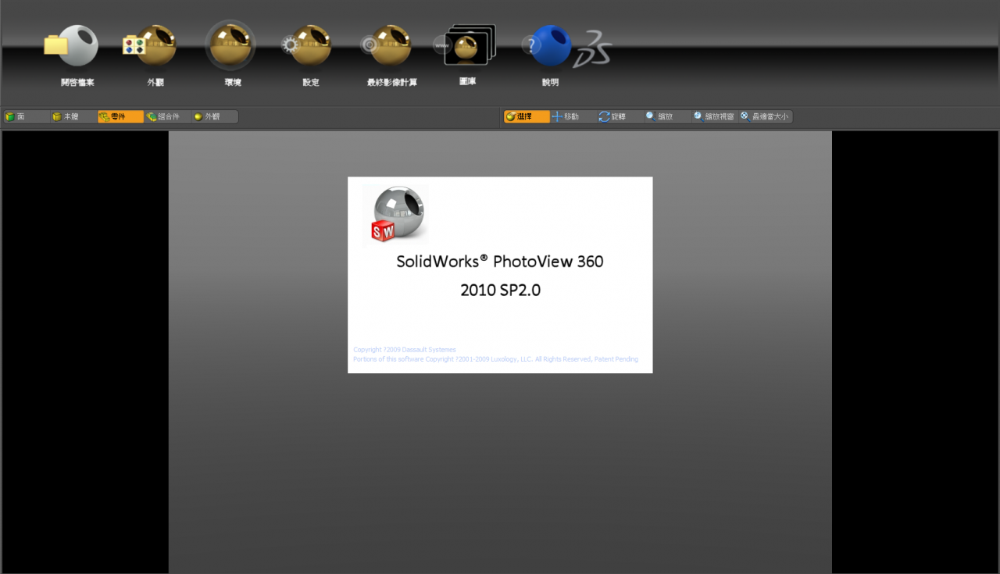 開啓檔案
外觀
環境
設定
最終影像計算
www
圖庫
?
說明
面
本體
零件
組合件
外觀
選擇
移動
旋轉
縮放
縮放視窗
最適當大小
SW
SolidWorks® PhotoView 360
2010 SP2.0
Copyright ?2009 Dassault Systemes
Portions of this software Copyright ?2001-2009 Luxology, LLC. All Rights Reserved, Patent Pending